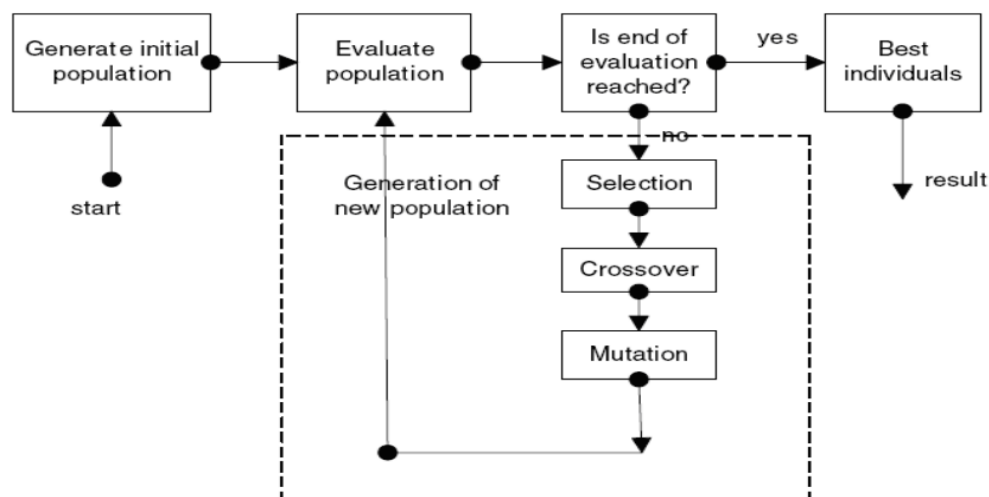 Generate initial
population
Evaluate
population
Is end of
evaluation
reached?
yes
Best
individuals
no
start
Generation of
new population
Selection
result
Crossover
Mutation